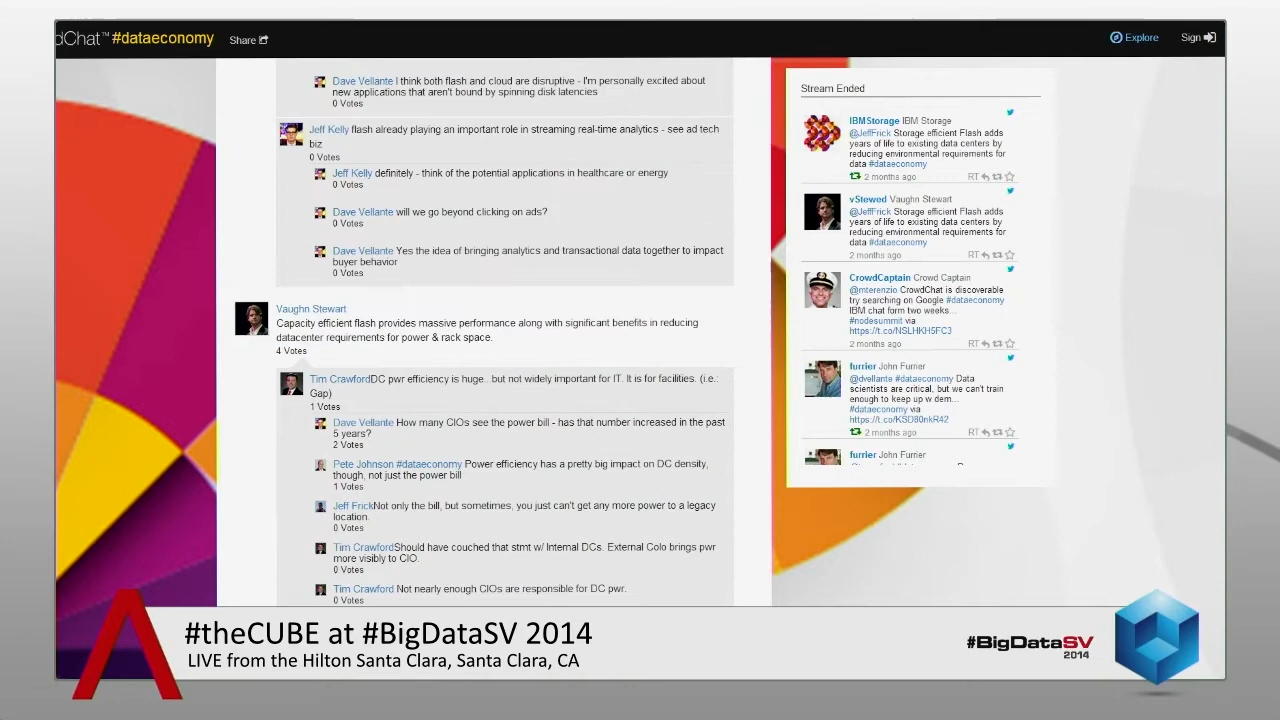 dChat™ #dataeconomy
Share
Explore
Sign
Dave Vellante I think both flash and cloud are disruptive - I'm personally excited about
new applications that aren't bound by spinning disk latencies
0 Votes
Jeff Kelly flash already playing an important role in streaming real-time analytics - see ad tech
biz
0 Votes
Jeff Kelly definitely - think of the potential applications in healthcare or energy
0 Votes
Dave Vellante will we go beyond clicking on ads?
0 Votes
Dave Vellante Yes the idea of bringing analytics and transactional data together to impact
buyer behavior
0 Votes
Vaughn Stewart
Capacity efficient flash provides massive performance along with significant benefits in reducing
datacenter requirements for power & rack space.
4 Votes
Tim CrawfordDC pwr efficiency is huge.. but not widely important for IT. It is for facilities. (i.e.:
Gap)
1 Votes
Dave Vellante How many CIOs see the power bill - has that number increased in the past
5 years?
2 Votes
Pete Johnson #dataeconomy Power efficiency has a pretty big impact on DC density,
though, not just the power bill
1 Votes
Jeff FrickNot only the bill, but sometimes, you just can't get any more power to a legacy
location.
0 Votes
Tim CrawfordShould have couched that stmt w/ Internal DCs. External Colo brings pwr
more visibly to CIO.
0 Votes
Tim Crawford Not nearly enough CIOs are responsible for DC pwr.
0 Votes
Stream Ended
IBMStorage IBM Storage
@JeffFrick Storage efficient Flash adds
years of life to existing data centers by
reducing environmental requirements for
data #dataeconomy
2 months ago
RT
vStewed Vaughn Stewart
@JeffFrick Storage efficient Flash adds
years of life to existing data centers by
reducing environmental requirements for
data #dataeconomy
2 months ago
RT
CrowdCaptain Crowd Captain
@mterenzio CrowdChat is discoverable
try searching on Google #dataeconomy
IBM chat form two weeks...
#nodesummit via
https://t.co/NSLHKH5FC3
2 months ago
RT
furrier John Furrier
@dvellante #dataeconomy Data
scientists are critical, but we can't train
enough to keep up w dem...
#dataeconomy via
https://t.co/KSD80nkR42
2 months ago
RT
furrier John Furrier
#theCUBE at #BigDataSV 2014
LIVE from the Hilton Santa Clara, Santa Clara, CA
#BigDataSV
2014